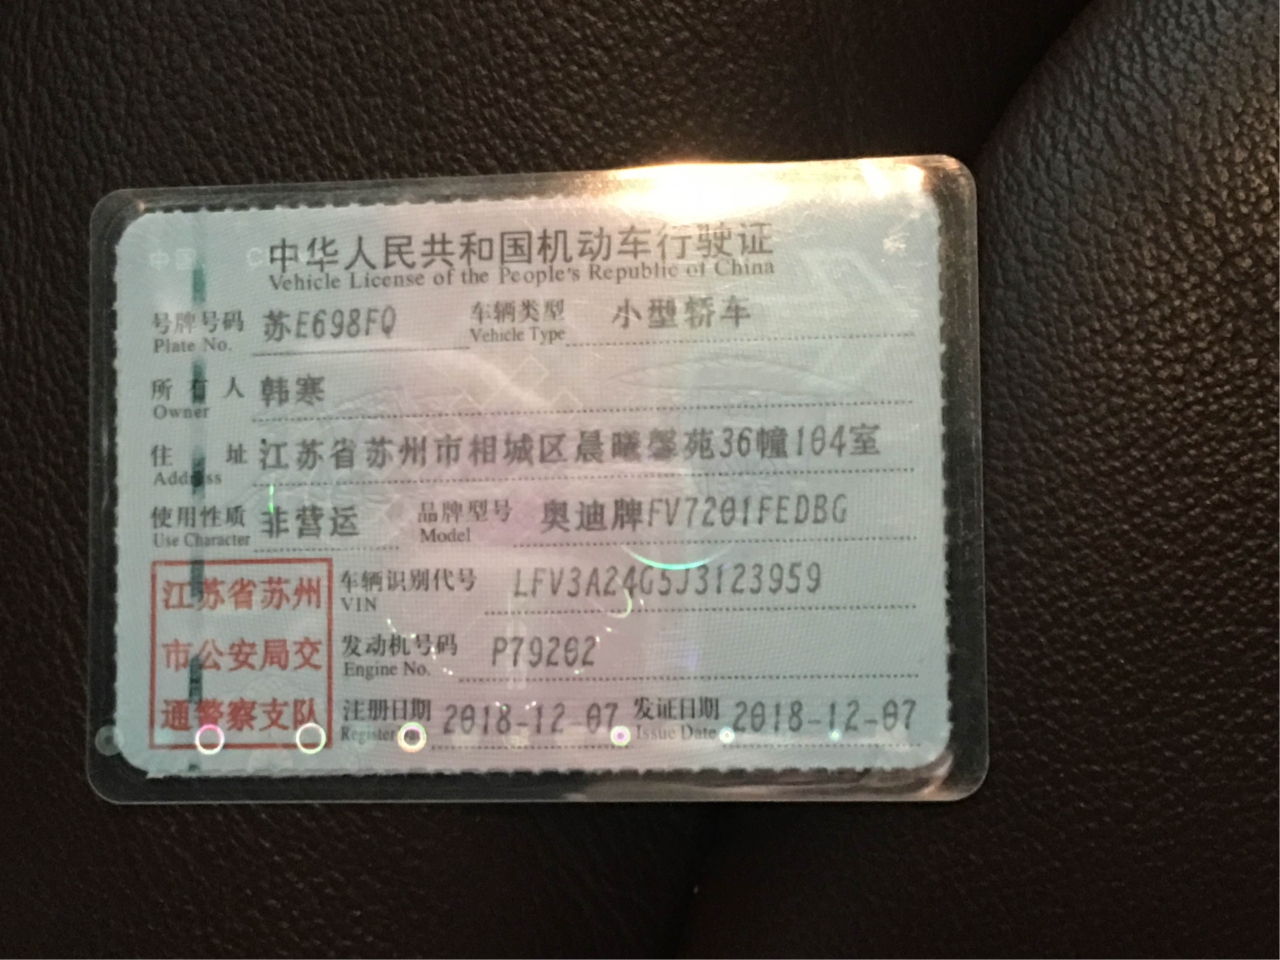 中华人民共和国机动车行驶证
Vehicle License of the People's Republic of China
号牌号码 苏E698FQ 车辆类型 小型轿车
Plate No. Vehicle Type
所有人 韩寒
Owner
住址 江苏省苏州市相城区晨曦馨苑36幢104室
Address
使用性质 非营运 品牌型号 奥迪牌FV7201FEDBG
Use Character Model
江苏省苏州 车辆识别代号 LFV3A24G5J3123959
VIN
市公安局交 发动机号码 P79202
Engine No.
通警察支队 注册日期 2018-12-07 发证日期 2018-12-07
Register Issue Date